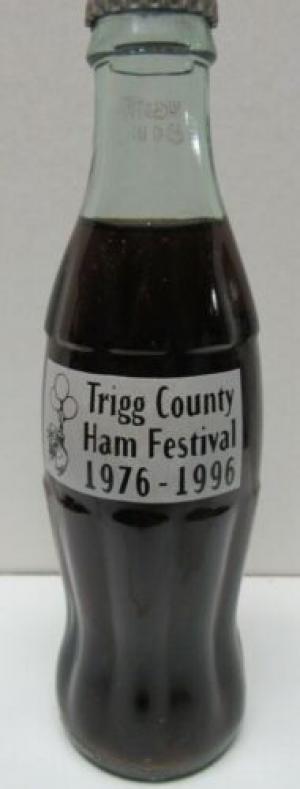 Trigg County
Ham Festival
1976 - 1996